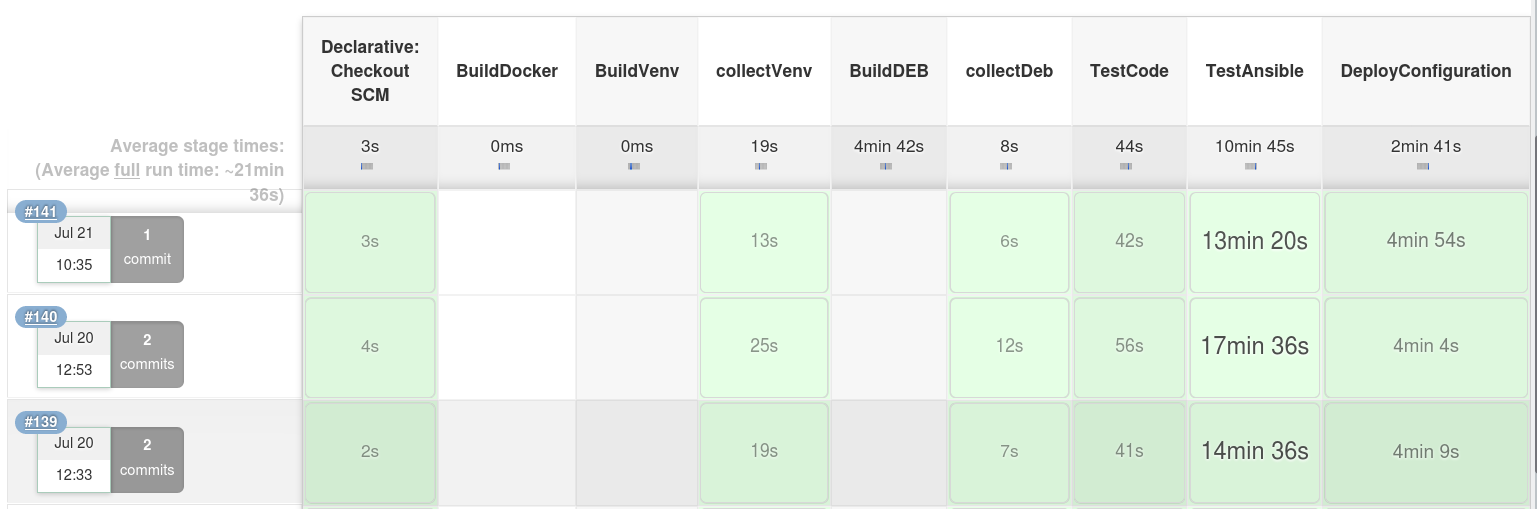 Declarative:
Checkout
SCM
BuildDocker
BuildVenv
collectVenv
BuildDEB
collectDeb
TestCode
TestAnsible
DeployConfiguration
Average stage times:
(Average full run time: ~21min
36s)
3s
0ms
0ms
19s
4min 42s
8s
44s
10min 45s
2min 41s
#141
Jul 21
10:35
1
commit
3s
13s
6s
42s
13min 20s
4min 54s
#140
Jul 20
12:53
2
commits
4s
25s
12s
56s
17min 36s
4min 4s
#139
Jul 20
12:33
2
commits
2s
19s
7s
41s
14min 36s
4min 9s